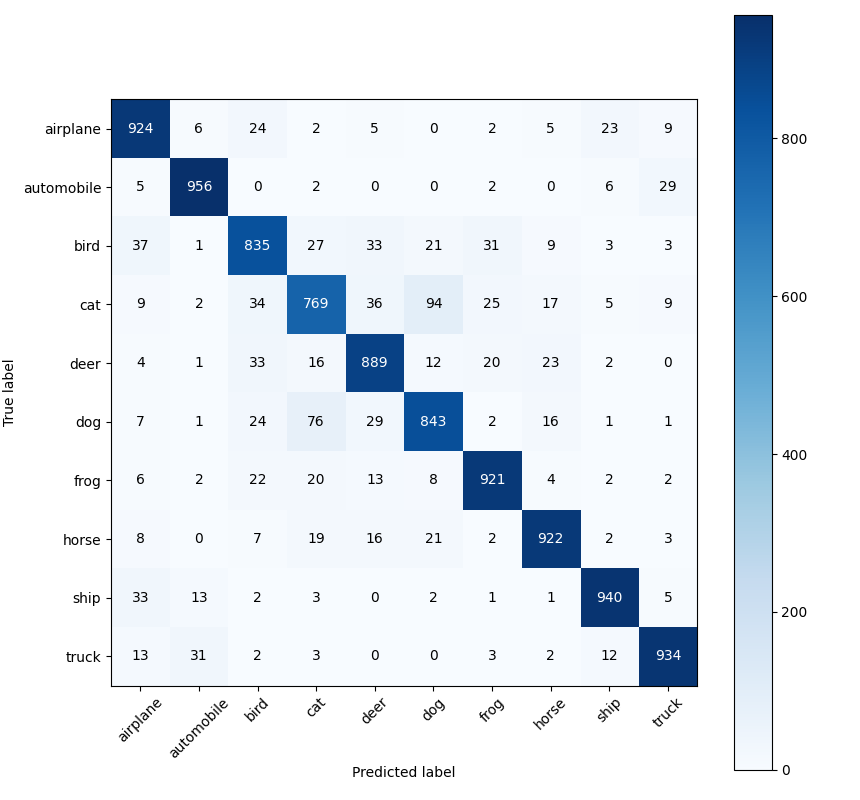 airplane 924 6 24 2 5 0 2 5 23 9
automobile 5 956 0 2 0 0 2 0 6 29
bird 37 1 835 27 33 21 31 9 3 3
cat 9 2 34 769 36 94 25 17 5 9
deer 4 1 33 16 889 12 20 23 2 0
dog 7 1 24 76 29 843 2 16 1 1
frog 6 2 22 20 13 8 921 4 2 2
horse 8 0 7 19 16 21 2 922 2 3
ship 33 13 2 3 0 2 1 1 940 5
truck 13 31 2 3 0 0 3 2 12 934
airplane automobile bird cat deer dog frog horse ship truck
Predicted label
True label
800
600
400
200
0